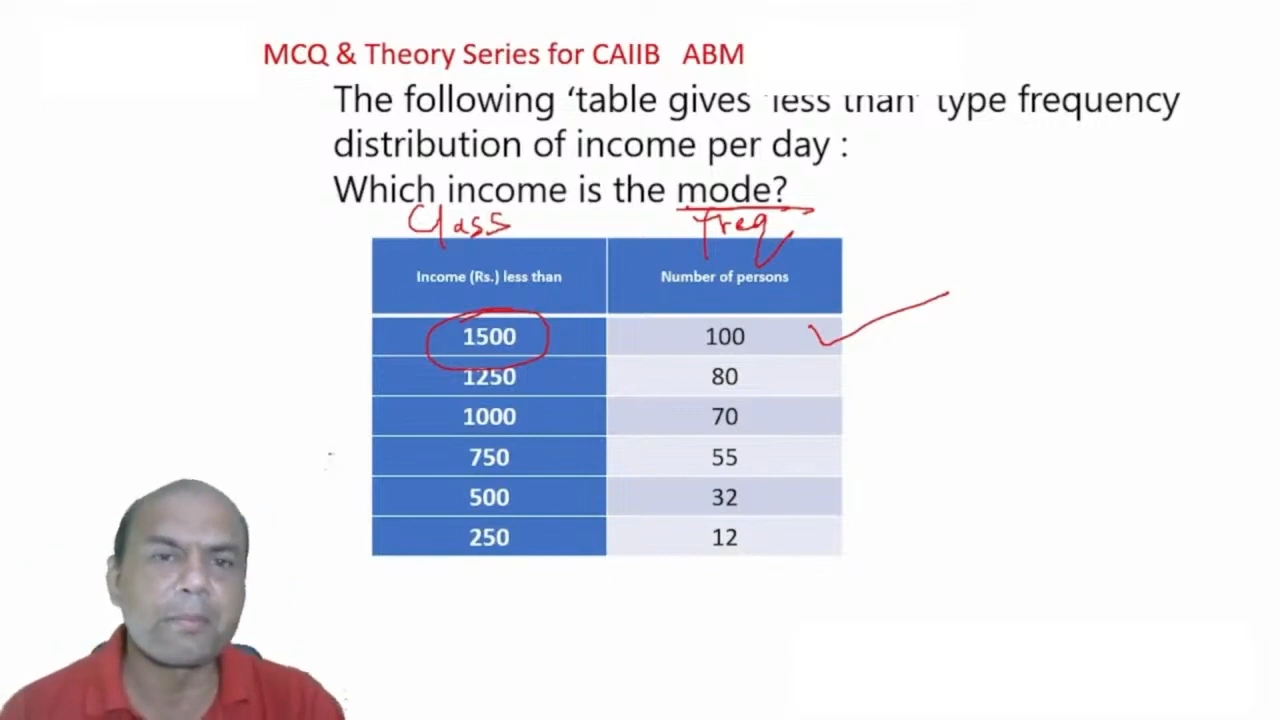 MCQ & Theory Series for CAIIB ABM
The following ‘table gives ‘less than’ type frequency
distribution of income per day :
Which income is the mode?
Class freq
Income (Rs.) less than Number of persons
1500 100
1250 80
1000 70
750 55
500 32
250 12